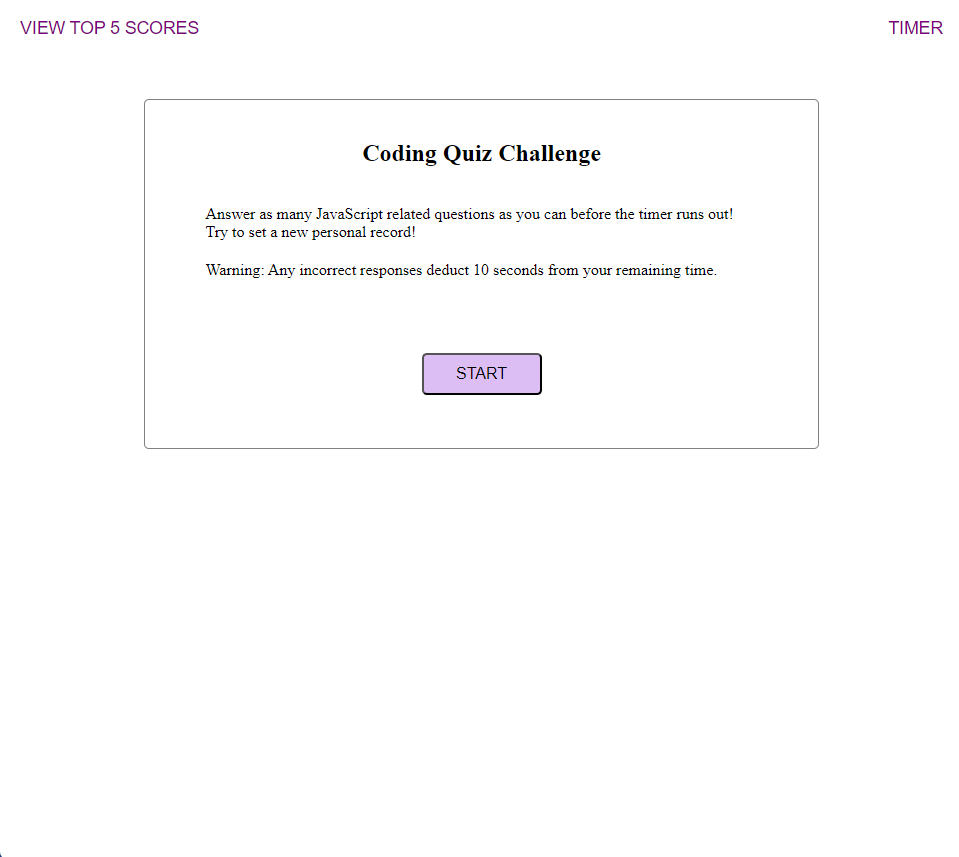 VIEW TOP 5 SCORES
TIMER
Coding Quiz Challenge
Answer as many JavaScript related questions as you can before the timer runs out!
Try to set a new personal record!
Warning: Any incorrect responses deduct 10 seconds from your remaining time.
START